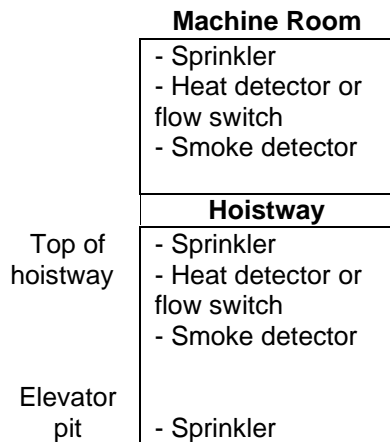 Machine Room
- Sprinkler
- Heat detector or
flow switch
- Smoke detector
Hoistway
Top of
hoistway
- Sprinkler
- Heat detector or
flow switch
- Smoke detector
Elevator
pit
- Sprinkler